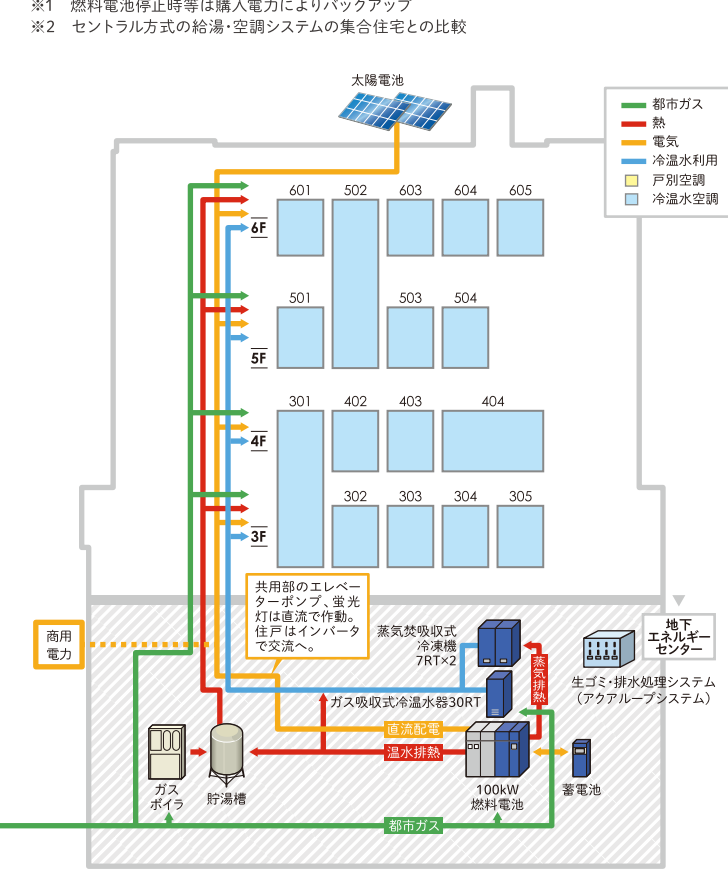 ※1 燃料電池停止時等は購入電力によりバックアップ
※2 セントラル方式の給湯・空調システムの集合住宅との比較
太陽電池
都市ガス
熱
電気
冷温水利用
戸別空調
冷温水空調
601
502
603
604
605
6F
501
503
504
5F
301
402
403
404
4F
302
303
304
305
3F
共用部のエレベー
ターポンプ、蛍光
灯は直流で作動。
住戸はインバータ
で交流へ。
商用
電力
蒸気焚吸収式
冷凍機
7RT×2
蒸気排熱
地下
エネルギー
センター
生ゴミ・排水処理システム
（アクアループシステム）
ガス吸収式冷温水器30RT
直流配電
温水排熱
ガス
ボイラ
貯湯槽
100kW
燃料電池
蓄電池
都市ガス